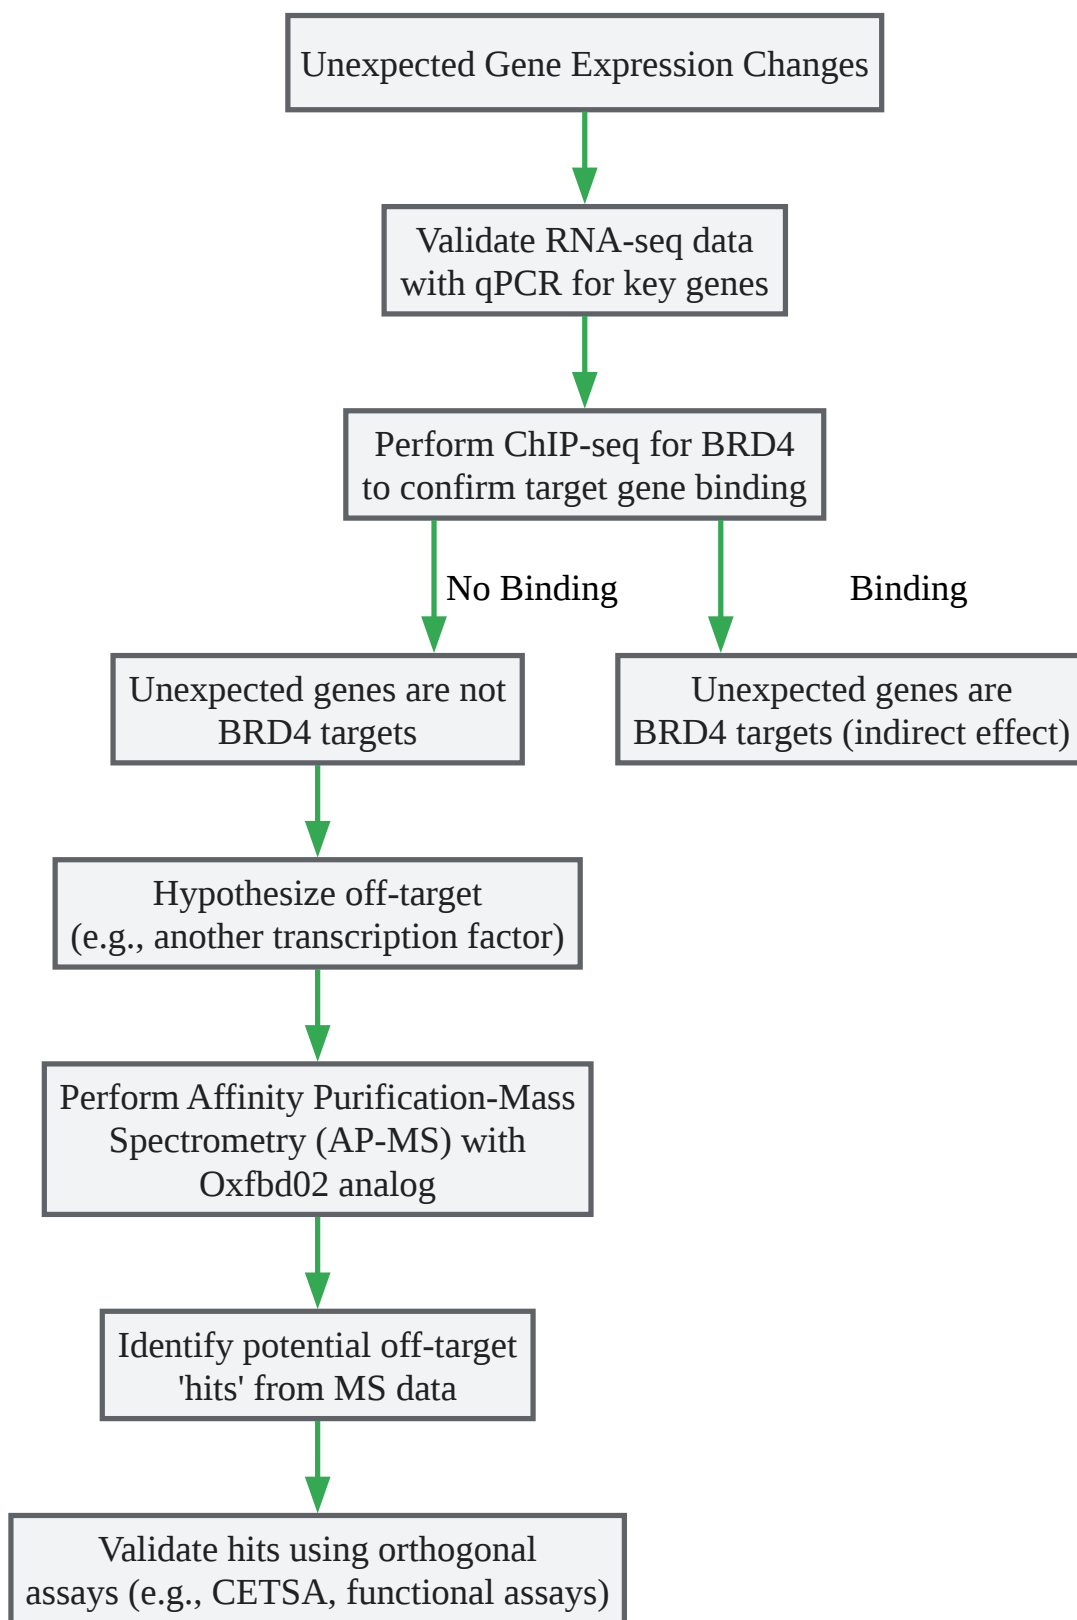 Unexpected Gene Expression Changes
Validate RNA-seq data
with qPCR for key genes
Perform ChIP-seq for BRD4
to confirm target gene binding
No Binding
Binding
Unexpected genes are not
BRD4 targets
Unexpected genes are
BRD4 targets (indirect effect)
Hypothesize off-target
(e.g., another transcription factor)
Perform Affinity Purification-Mass
Spectrometry (AP-MS) with
Oxfbd02 analog
Identify potential off-target
'hits' from MS data
Validate hits using orthogonal
assays (e.g., CETSA, functional assays)